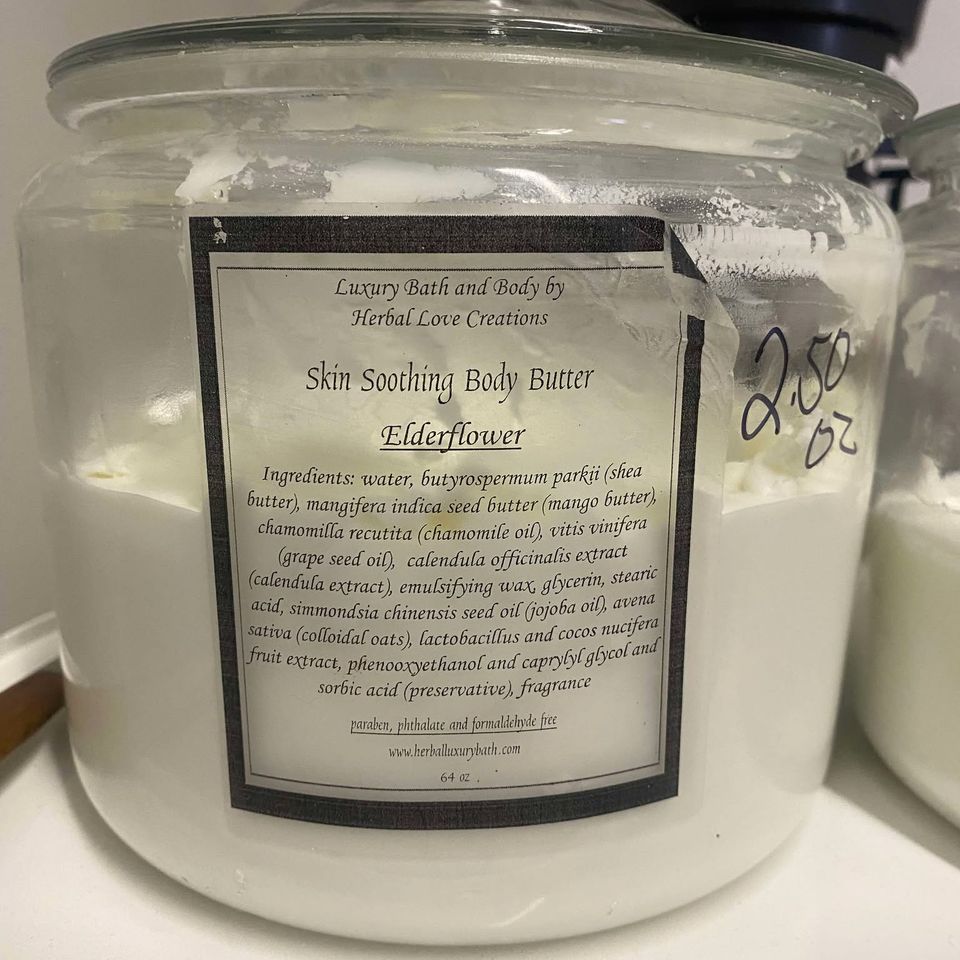 Luxury Bath and Body by
Herbal Love Creations
Skin Soothing Body Butter
Elderflower
Ingredients: water, butyrospermum parkii (shea
butter), mangifera indica seed butter (mango butter),
chamomilla recutita (chamomile oil), vitis vinifera
(grape seed oil), calendula officinalis extract
(calendula extract), emulsifying wax, glycerin, stearic
acid, simmondsia chinensis seed oil (jojoba oil), avena
sativa (colloidal oats), lactobacillus and cocos nucifera
fruit extract, phenooxyethanol and caprylyl glycol and
sorbic acid (preservative), fragrance
paraben, phthalate and formaldehyde free
www.herballuxurybath.com
64 oz .
2.50
oz